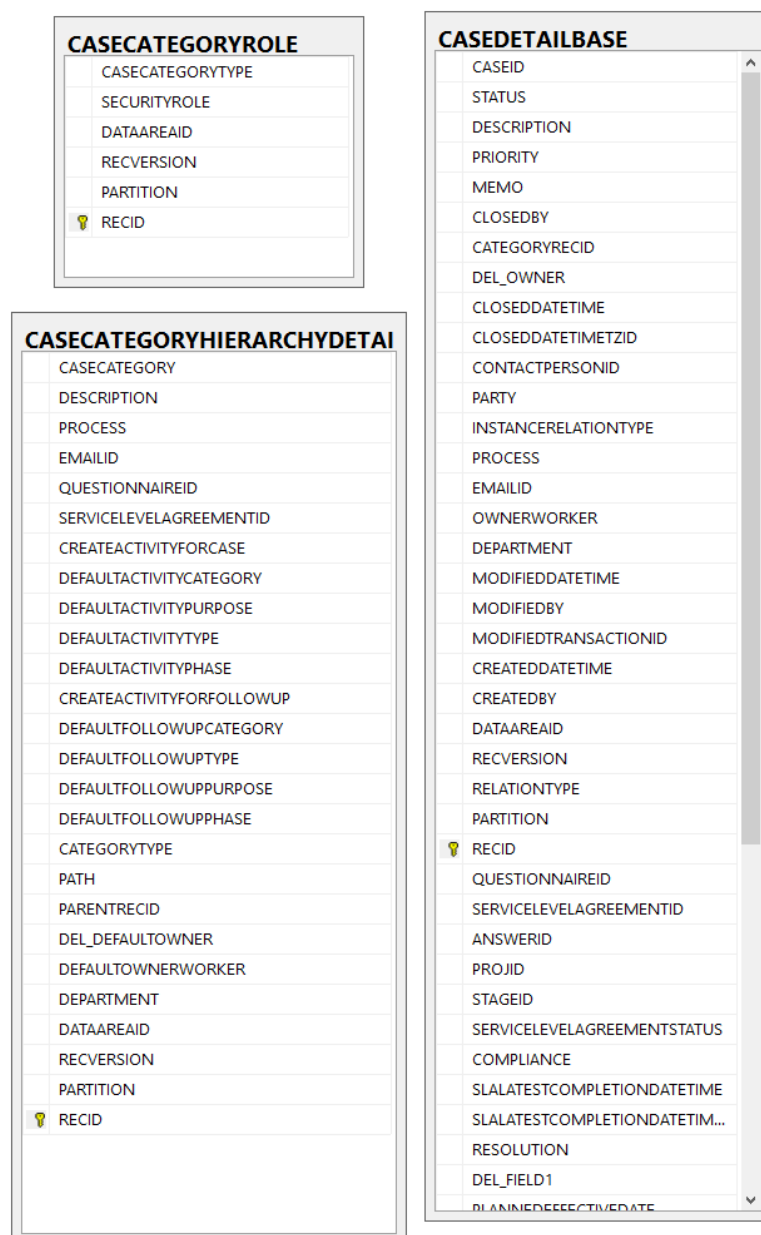 CASECATEGORYROLE
CASECATEGORYTYPE
SECURITYROLE
DATAAREAID
RECVERSION
PARTITION
RECID
CASECATEGORYHIERARCHYDETAI
CASECATEGORY
DESCRIPTION
PROCESS
EMAILID
QUESTIONNAIREID
SERVICELEVELAGREEMENTID
CREATEACTIVITYFORCASE
DEFAULTACTIVITYCATEGORY
DEFAULTACTIVITYPURPOSE
DEFAULTACTIVITYTYPE
DEFAULTACTIVITYPHASE
CREATEACTIVITYFORFOLLOWUP
DEFAULTFOLLOWUPCATEGORY
DEFAULTFOLLOWUPTYPE
DEFAULTFOLLOWUPPURPOSE
DEFAULTFOLLOWUPPHASE
CATEGORYTYPE
PATH
PARENTRECID
DEL_DEFAULTOWNER
DEFAULTOWNERWORKER
DEPARTMENT
DATAAREAID
RECVERSION
PARTITION
RECID
CASEDETAILBASE
CASEID
STATUS
DESCRIPTION
PRIORITY
MEMO
CLOSEDBY
CATEGORYRECID
DEL_OWNER
CLOSEDDATETIME
CLOSEDDATETIMETZID
CONTACTPERSONID
PARTY
INSTANCERELATIONTYPE
PROCESS
EMAILID
OWNERWORKER
DEPARTMENT
MODIFIEDDATETIME
MODIFIEDBY
MODIFIEDTRANSACTIONID
CREATEDDATETIME
CREATEDBY
DATAAREAID
RECVERSION
RELATIONTYPE
PARTITION
RECID
QUESTIONNAIREID
SERVICELEVELAGREEMENTID
ANSWERID
PROJID
STAGEID
SERVICELEVELAGREEMENTSTATUS
COMPLIANCE
SLALATESTCOMPLETIONDATETIME
SLALATESTCOMPLETIONDATETIM...
RESOLUTION
DEL_FIELD1
PLANNEDEFFECTIVEDATE